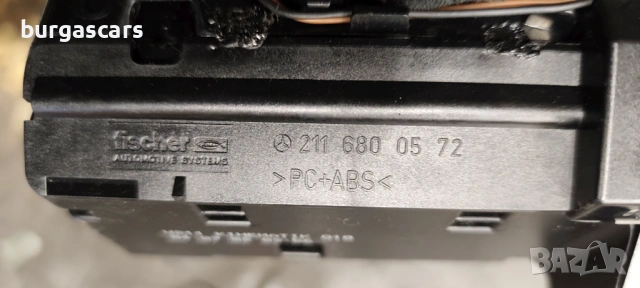 burgascars
fischer
AUTOMOTIVE SYSTEMS
211 680 05 72
>PC+ABS<
BAZAR